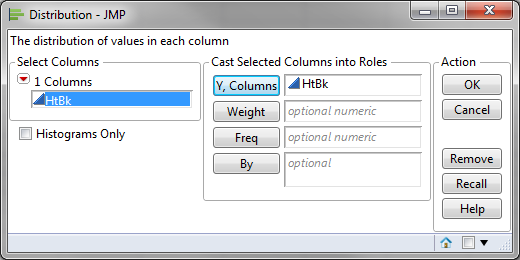 Distribution - JMP
The distribution of values in each column
Select Columns
1 Columns
HtBk
Histograms Only
Cast Selected Columns into Roles
Y, Columns HtBk
Weight optional numeric
Freq optional numeric
By optional
Action
OK
Cancel
Remove
Recall
Help